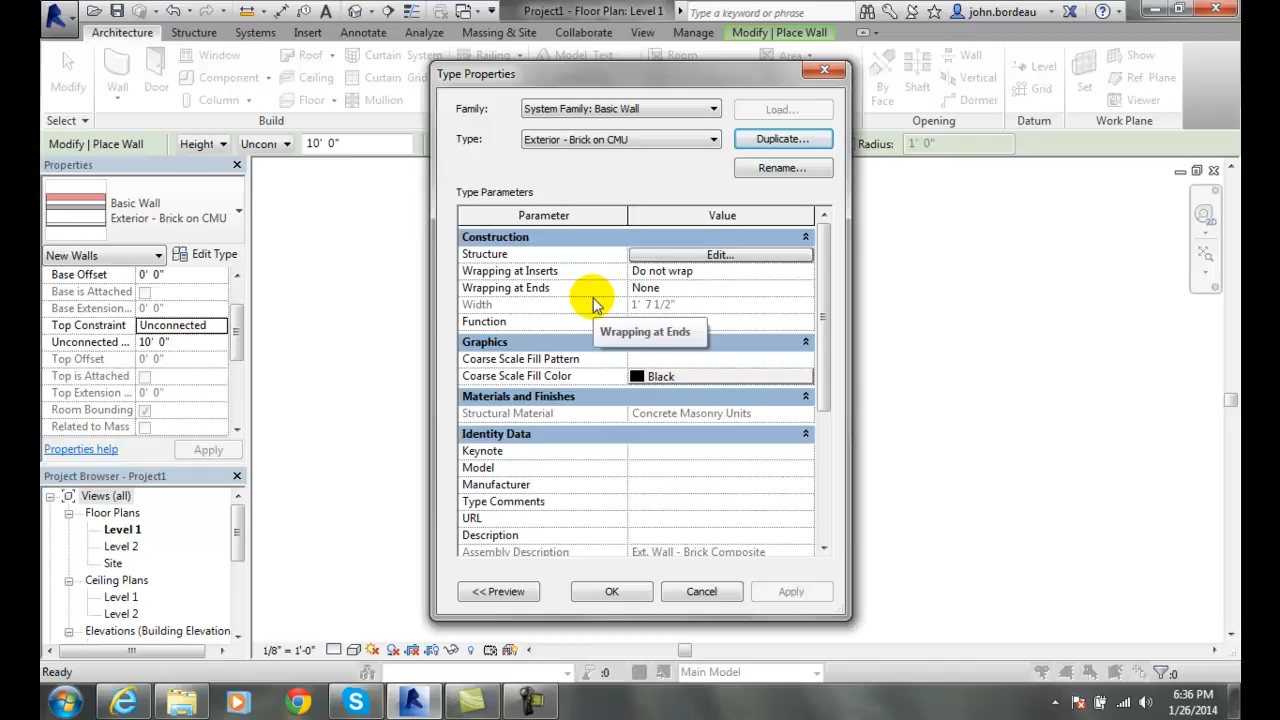 Project1 - Floor Plan: Level 1
Type a keyword or phrase
john.bordeau
Architecture Structure Systems Insert Annotate Analyze Massing & Site Collaborate View Manage Modify | Place Wall
Modify
Wall
Door
Window
Component
Column
Roof
Ceiling
Floor
Curtain System
Curtain Grid
Mullion
Railing
Model Text
Room
Area
By Face
Shaft
Wall
Vertical
Dormer
Level
Grid
Set
Show
Ref Plane
Viewer
Select
Build
Opening
Datum
Work Plane
Modify | Place Wall
Height
Uncon
10' 0"
Radius:
1' 0"
Properties
Basic Wall
Exterior - Brick on CMU
New Walls
Edit Type
Base Offset 0' 0"
Base is Attached
Base Extension... 0' 0"
Top Constraint Unconnected
Unconnected ... 10' 0"
Top Offset 0' 0"
Top is Attached
Top Extension ... 0' 0"
Room Bounding
Related to Mass
Properties help
Apply
Project Browser - Project1
Views (all)
Floor Plans
Level 1
Level 2
Site
Ceiling Plans
Level 1
Level 2
Elevations (Building Elevation
Type Properties
Family: System Family: Basic Wall Load...
Type: Exterior - Brick on CMU Duplicate...
Rename...
Type Parameters
Parameter Value
Construction
Structure Edit...
Wrapping at Inserts Do not wrap
Wrapping at Ends None
Width 1' 7 1/2"
Function
Wrapping at Ends
Graphics
Coarse Scale Fill Pattern
Coarse Scale Fill Color Black
Materials and Finishes
Structural Material Concrete Masonry Units
Identity Data
Keynote
Model
Manufacturer
Type Comments
URL
Description
Assembly Description Ext. Wall - Brick Composite
<< Preview OK Cancel Apply
2D
1/8" = 1'-0"
Ready
:0
Main Model
:0
6:36 PM
1/26/2014